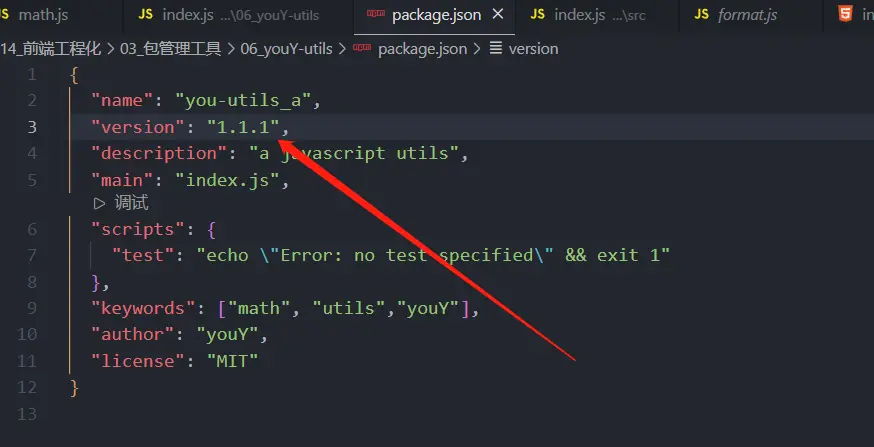 math.js JS index.js ...\06_youY-utils package.json JS index.js ...\src JS format.js in
14_前端工程化 > 03_包管理工具 > 06_youY-utils > package.json > version
1 {
2 "name": "you-utils_a",
3 "version": "1.1.1",
4 "description": "a javascript utils",
5 "main": "index.js",
调试
6 "scripts": {
7 "test": "echo \"Error: no test specified\" && exit 1"
8 },
9 "keywords": ["math", "utils","youY"],
10 "author": "youY",
11 "license": "MIT"
12 }
13